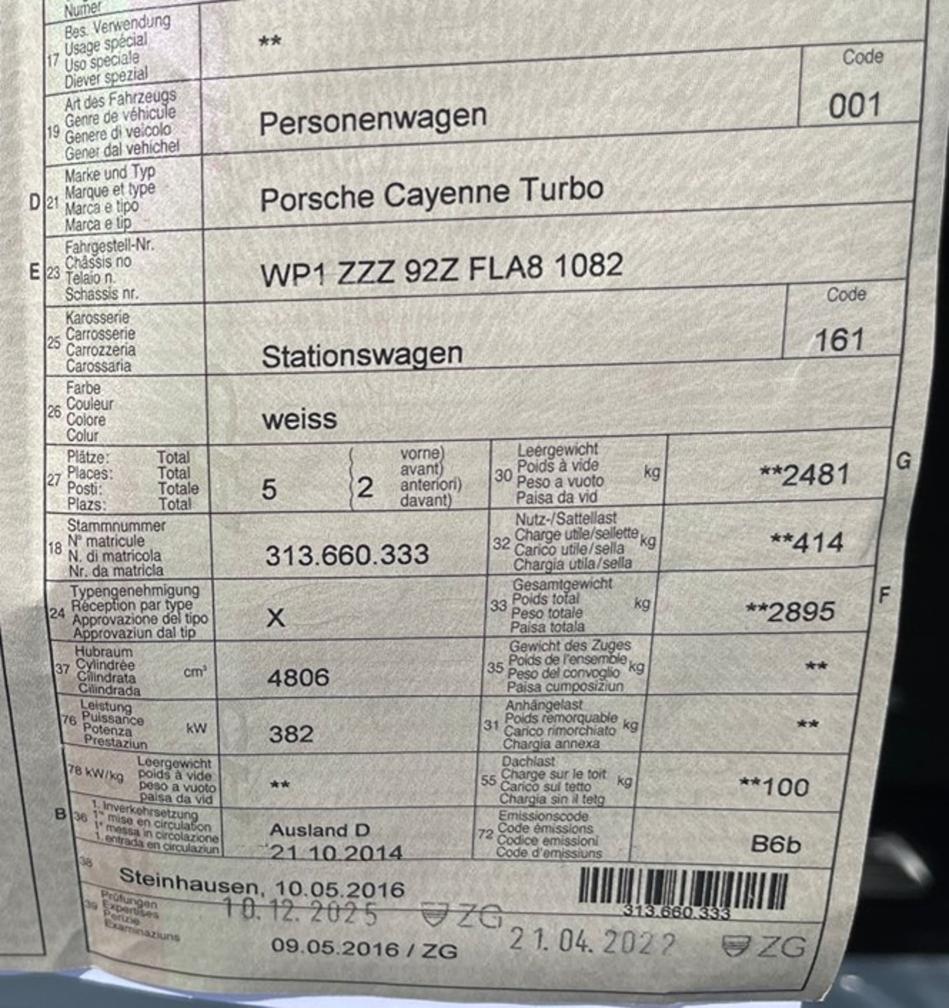 Numer
17 Bes. Verwendung
Usage spécial
Uso speciale
Diever spezial
**
19 Art des Fahrzeugs
Genre de véhicule
Genere di veicolo
Gener dal vehichel
Personenwagen
Code
001
D 21 Marke und Typ
Marque et type
Marca e tipo
Marca e tip
Porsche Cayenne Turbo
E 23 Fahrgestell-Nr.
Châssis no
Telaio n.
Schassis nr.
WP1 ZZZ 92Z FLA8 1082
25 Karosserie
Carrosserie
Carrozzeria
Carossaria
Stationswagen
Code
161
26 Farbe
Couleur
Colore
Colur
weiss
27 Plätze: Total
Places: Total
Posti: Totale
Plazs: Total
5
2
vorne)
avant)
anteriori)
davant)
30 Leergewicht
Poids à vide
Peso a vuoto
Paisa da vid
kg
**2481
G
18 Stammnummer
N° matricule
N. di matricola
Nr. da matricla
313.660.333
32 Nutz-/Sattellast
Charge utile/sellette
Carico utile/sella
Chargia utila/sella
kg
**414
24 Typengenehmigung
Réception par type
Approvazione del tipo
Approvaziun dal tip
X
33 Gesamtgewicht
Poids total
Peso totale
Paisa totala
kg
**2895
F
37 Hubraum
Cylindrée
Cilindrata
Cilindrada
cm³
4806
35 Gewicht des Zuges
Poids de l'ensemble
Peso del convoglio
Paisa cumposiziun
kg
**
76 Leistung
Puissance
Potenza
Prestaziun
kW
382
31 Anhängelast
Poids remorquable
Carico rimorchiato
Chargia annexa
kg
**
78 kW/kg
Leergewicht
poids à vide
peso a vuoto
paisa da vid
**
55 Dachlast
Charge sur le toit
Carico sul tetto
Chargia sin il tetg
kg
**100
B 36 1. Inverkehrsetzung
1re mise en circulation
1a messa in circolazione
1. entrada en circulaziun
Ausland D
21.10.2014
72 Emissionscode
Code émissions
Codice emissioni
Code d'emissiuns
B6b
38
Steinhausen, 10.05.2016
313.660.333
39 Prüfungen
Expertises
Perizie
Examinaziuns
10.12.2025 ZG
09.05.2016 / ZG
21.04.2022 ZG